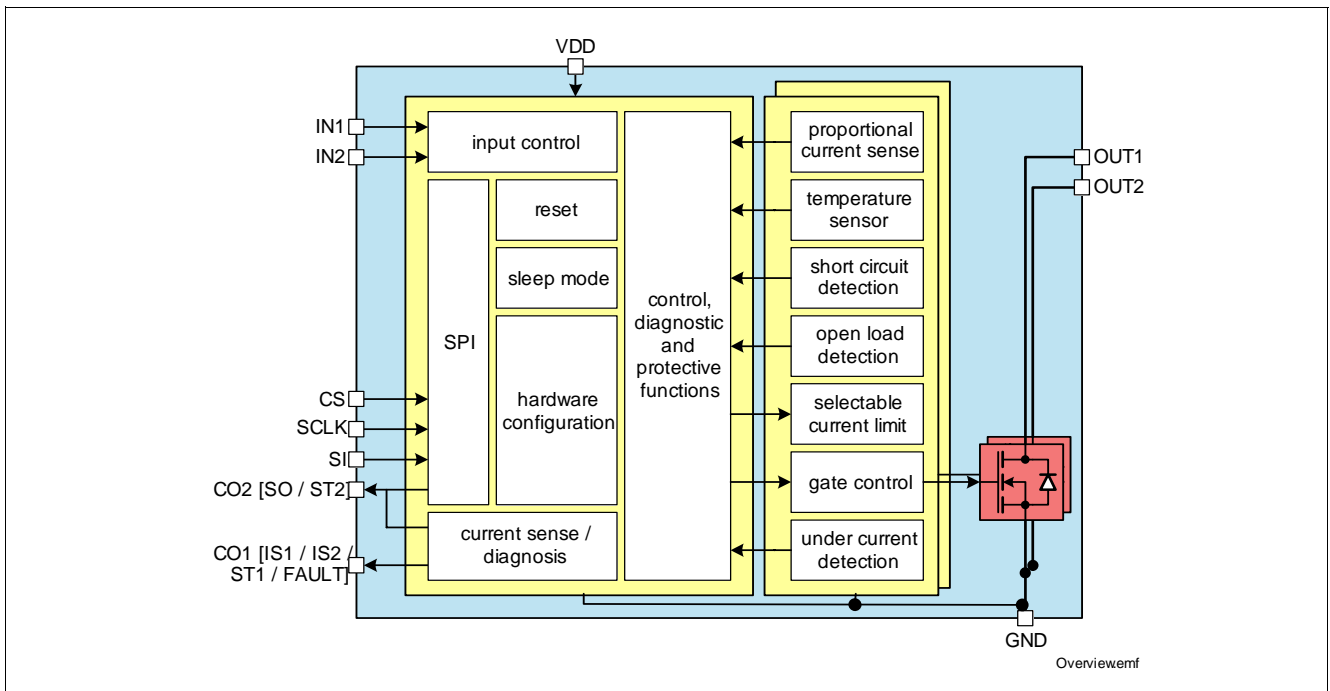 VDD
IN1
IN2
input control
SPI
reset
sleep mode
hardware
configuration
control,
diagnostic
and
protective
functions
proportional
current sense
temperature
sensor
short circuit
detection
open load
detection
selectable
current limit
gate control
under current
detection
OUT1
OUT2
CS
SCLK
SI
CO2 [SO / ST2]
CO1 [IS1 / IS2 /
ST1 / FAULT]
current sense /
diagnosis
GND
Overview.emf